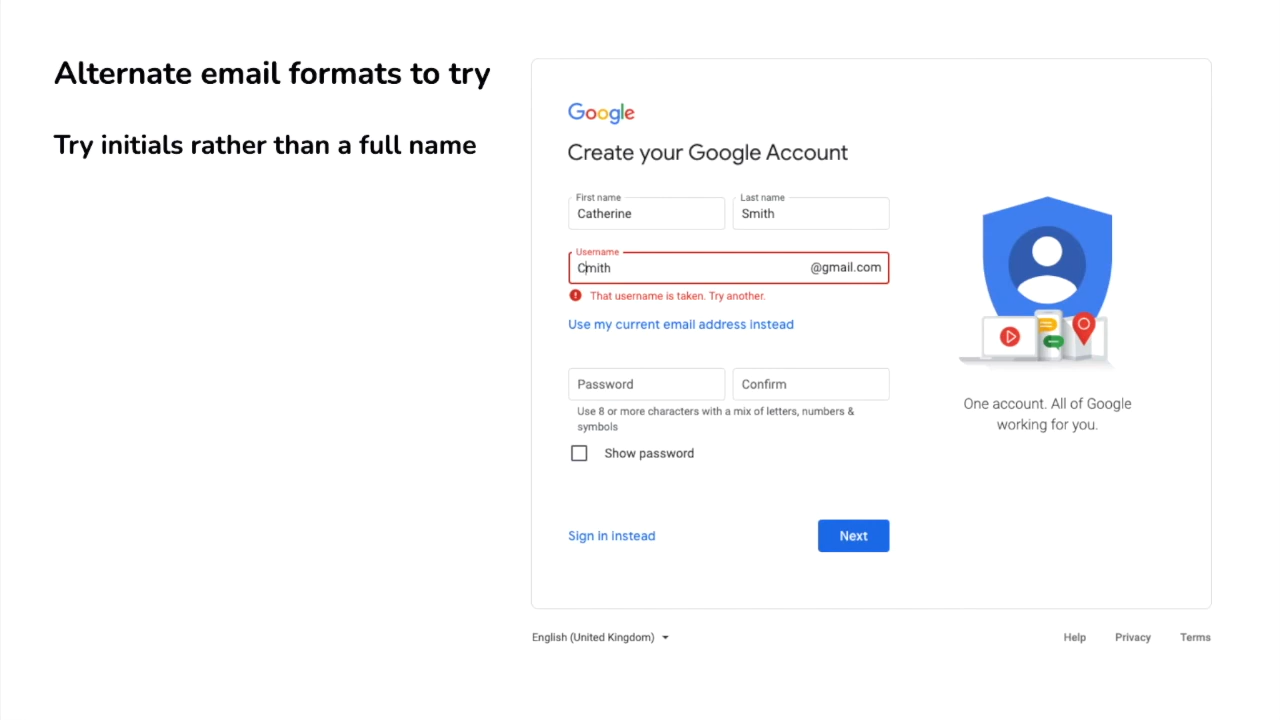 Alternate email formats to try
Try initials rather than a full name
Google
Create your Google Account
First name
Catherine
Last name
Smith
Username
Cmith
@gmail.com
That username is taken. Try another.
Use my current email address instead
Password
Confirm
Use 8 or more characters with a mix of letters, numbers &
symbols
Show password
Sign in instead
Next
One account. All of Google
working for you.
English (United Kingdom)
Help
Privacy
Terms